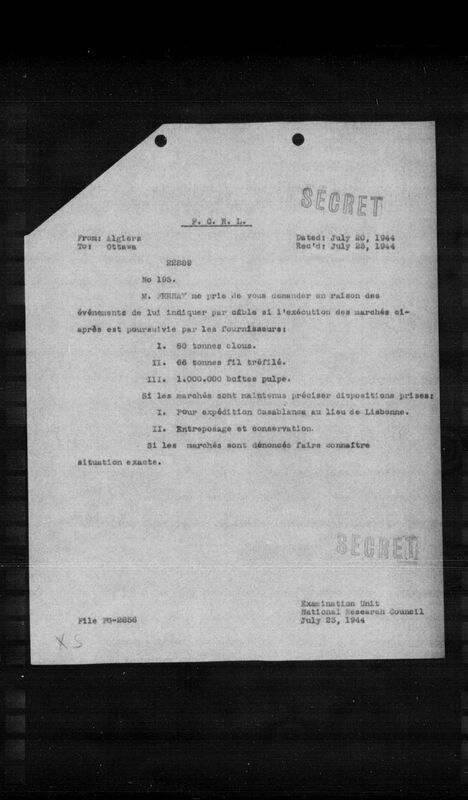 SECRET
F. C. R. L.
From: Algiers Dated: July 20, 1944
To: Ottawa Rec'd: July 23, 1944
22889
No 195.
M. me prie de vous demander en raison des
événements de lui indiquer par câble si l'exécution des marchés ci-
après est poursuivie par les fournisseurs:
I. 60 tonnes clous.
II. 66 tonnes fil tréfilé.
III. 1.000.000 boîtes pulpe.
Si les marchés sont maintenus préciser dispositions prises:
I. Pour expédition Casablanca au lieu de Lisbonne.
II. Entreposage et conservation.
Si les marchés sont dénoncés faire connaître
situation exacte.
SECRET
Examination Unit
National Research Council
File FG-2856 July 23, 1944
XS